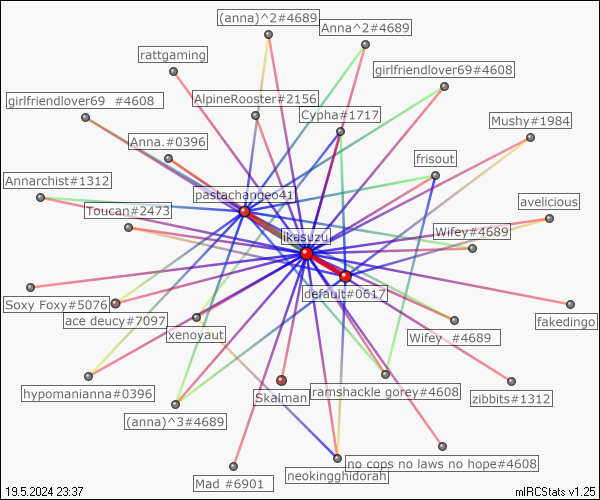 (anna)^2#4689
Anna^2#4689
rattgaming
girlfriendlover69#4608
girlfriendlover69  #4608
AlpineRooster#2156
Cypha#1717
Mushy#1984
Anna.#0396
frisout
Annarchist#1312
pastachangeo41
avelicious
Toucan#2473
Wifey#4689
ikasuzu
default#0617
Soxy Foxy#5076
ace deucy#7097
fakedingo
xenoyaut
Wifey  #4689
hypomanianna#0396
Skalman
ramshackle gorey#4608
zibbits#1312
(anna)^3#4689
no cops no laws no hope#4608
neokingghidorah
Mad #6901
19.5.2024 23:37
mIRCStats v1.25